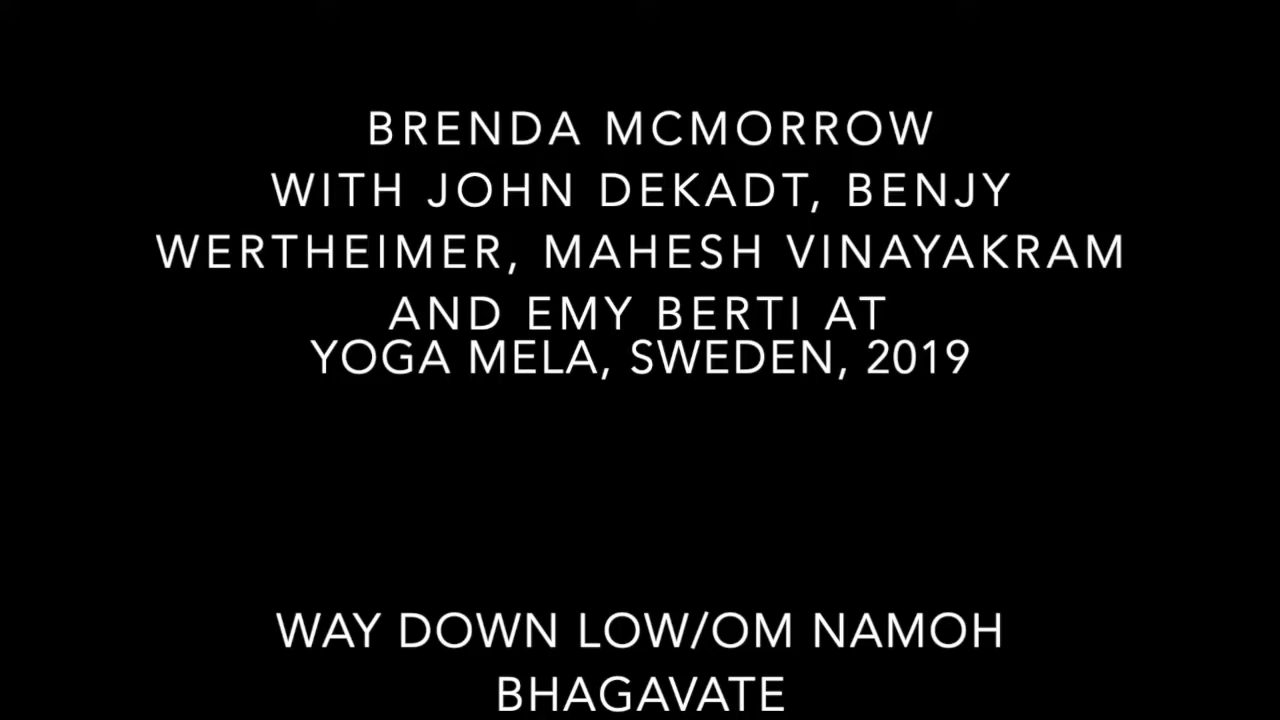 BRENDA MCMORROW
WITH JOHN DEKADT, BENJY
WERTHEIMER, MAHESH VINAYAKRAM
AND EMY BERTI AT
YOGA MELA, SWEDEN, 2019
WAY DOWN LOW/OM NAMOH
BHAGAVATE